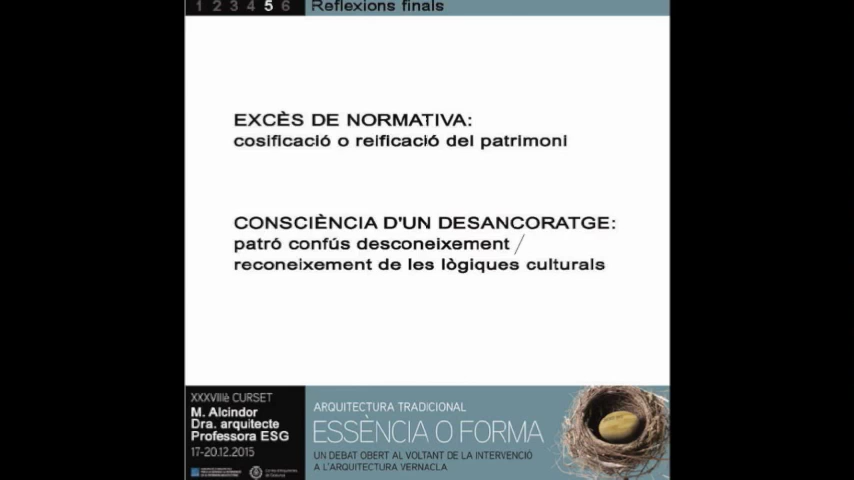 1 2 3 4 5 6 Reflexions finals
EXCÈS DE NORMATIVA:
cosificació o reificació del patrimoni
CONSCIÈNCIA D'UN DESANCORATGE:
patró confús desconeixement /
reconeixement de les lògiques culturals
XXXVIIIè CURSET
M. Alcindor
Dra. arquitecte
Professora ESG
17-20.12.2015
ARQUITECTURA TRADICIONAL
ESSÈNCIA O FORMA
UN DEBAT OBERT AL VOLTANT DE LA INTERVENCIÓ
A L'ARQUITECTURA VERNACLA